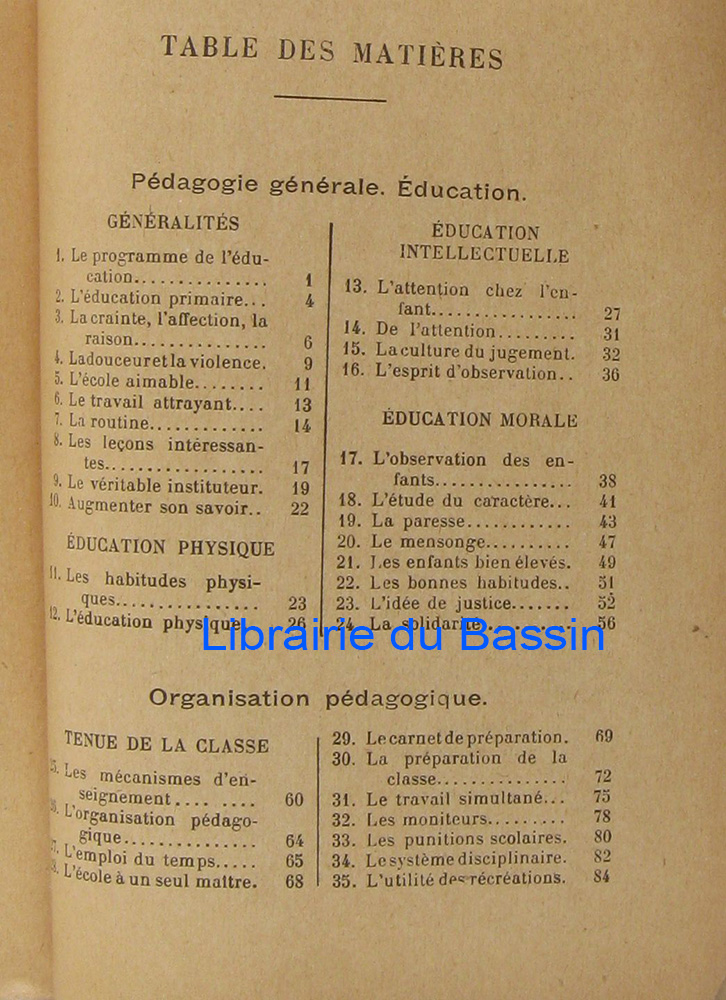 TABLE DES MATIÈRES
Pédagogie générale. Éducation.
GÉNÉRALITÉS
1. Le programme de l'édu-
cation............... 1
2. L'éducation primaire... 4
3. La crainte, l'affection, la
raison............... 6
4. La douceur et la violence. 9
5. L'école aimable........ 11
6. Le travail attrayant.... 13
7. La routine............. 14
8. Les leçons intéressan-
tes.................. 17
9. Le véritable instituteur. 19
10. Augmenter son savoir.. 22
ÉDUCATION PHYSIQUE
11. Les habitudes physi-
ques................ 23
12. L'éducation physique. 26
ÉDUCATION
INTELLECTUELLE
13. L'attention chez l'en-
fant................. 27
14. De l'attention......... 31
15. La culture du jugement. 32
16. L'esprit d'observation.. 36
ÉDUCATION MORALE
17. L'observation des en-
fants................ 38
18. L'étude du caractère... 41
19. La paresse............ 43
20. Le mensonge.......... 47
21. Les enfants bien élevés. 49
22. Les bonnes habitudes.. 51
23. L'idée de justice....... 52
24. La solidarité.......... 56
Librairie du Bassin
Organisation pédagogique.
TENUE DE LA CLASSE
25. Les mécanismes d'en-
seignement.... ........ 60
26. L'organisation pédago-
gique............... 64
7. L'emploi du temps..... 65
8. L'école à un seul maître. 68
29. Le carnet de préparation. 69
30. La préparation de la
classe............... 72
31. Le travail simultané... 75
32. Les moniteurs......... 78
33. Les punitions scolaires. 80
34. Le système disciplinaire. 82
35. L'utilité des récréations. 84